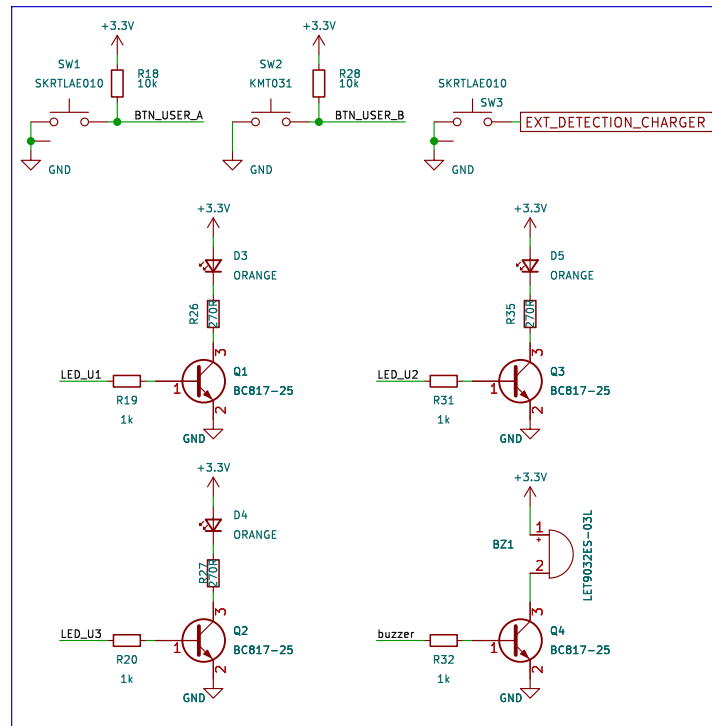 +3.3V
+3.3V
SW1
SKRTLAE010
R18
10k
BTN_USER_A
GND
SW2
KMT031
R28
10k
BTN_USER_B
GND
SKRTLAE010
SW3
EXT_DETECTION_CHARGER
GND
+3.3V
D3
ORANGE
R26
270R
LED_U1
R19
1k
1
3
2
Q1
BC817-25
GND
+3.3V
D5
ORANGE
R35
270R
LED_U2
R31
1k
1
3
2
Q3
BC817-25
GND
+3.3V
D4
ORANGE
R27
270R
LED_U3
R20
1k
1
3
2
Q2
BC817-25
GND
+3.3V
BZ1
1
+
2
LET9032ES-03L
buzzer
R32
1k
1
3
2
Q4
BC817-25
GND